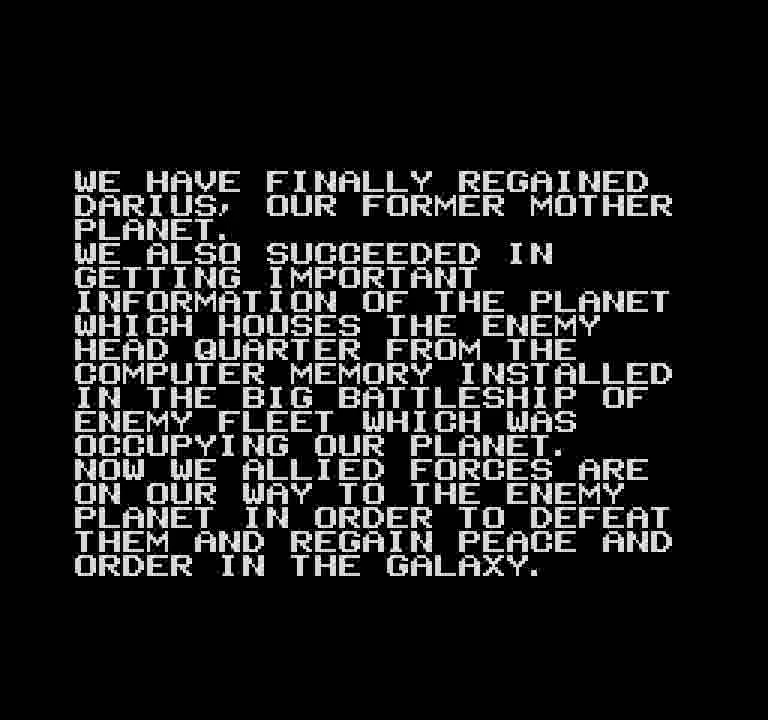 WE HAVE FINALLY REGAINED
DARIUS, OUR FORMER MOTHER
PLANET.
WE ALSO SUCCEEDED IN
GETTING IMPORTANT
INFORMATION OF THE PLANET
WHICH HOUSES THE ENEMY
HEAD QUARTER FROM THE
COMPUTER MEMORY INSTALLED
IN THE BIG BATTLESHIP OF
ENEMY FLEET WHICH WAS
OCCUPYING OUR PLANET.
NOW WE ALLIED FORCES ARE
ON OUR WAY TO THE ENEMY
PLANET IN ORDER TO DEFEAT
THEM AND REGAIN PEACE AND
ORDER IN THE GALAXY.